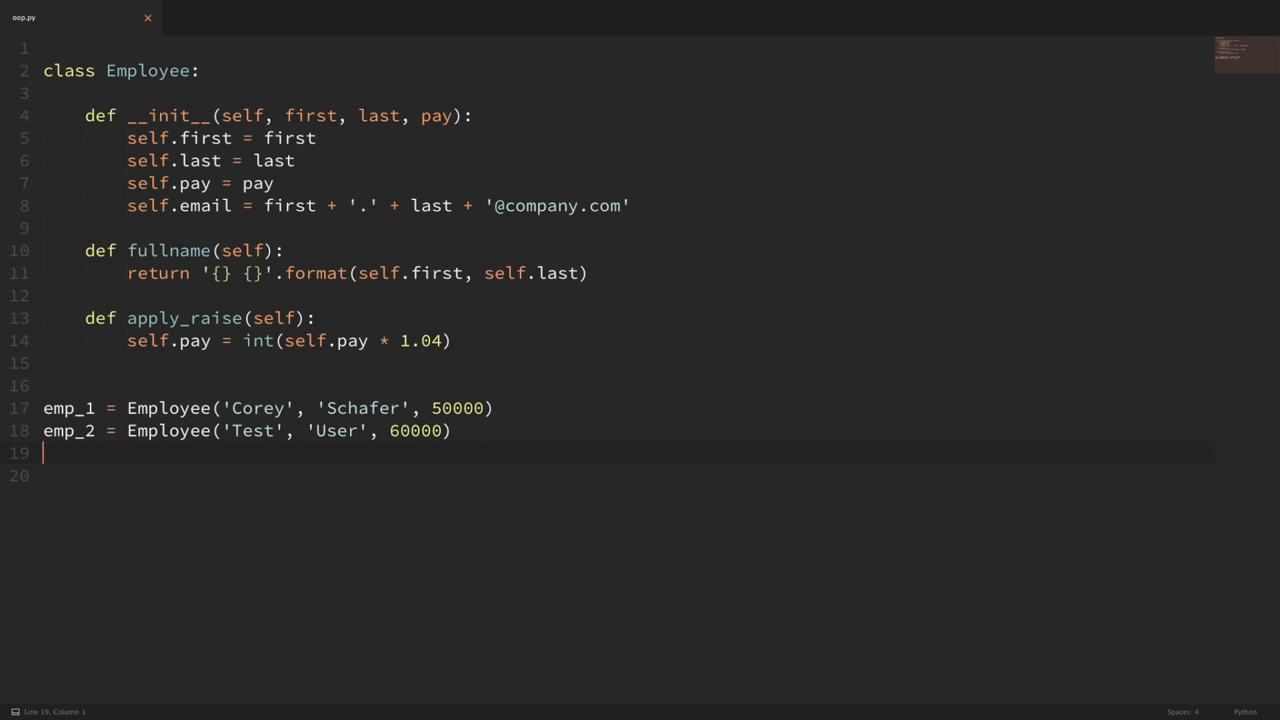 oop.py
1
2 class Employee:
3
4     def __init__(self, first, last, pay):
5         self.first = first
6         self.last = last
7         self.pay = pay
8         self.email = first + '.' + last + '@company.com'
9
10     def fullname(self):
11         return '{} {}'.format(self.first, self.last)
12
13     def apply_raise(self):
14         self.pay = int(self.pay * 1.04)
15
16
17 emp_1 = Employee('Corey', 'Schafer', 50000)
18 emp_2 = Employee('Test', 'User', 60000)
19
20
Line 19, Column 1 Spaces: 4 Python